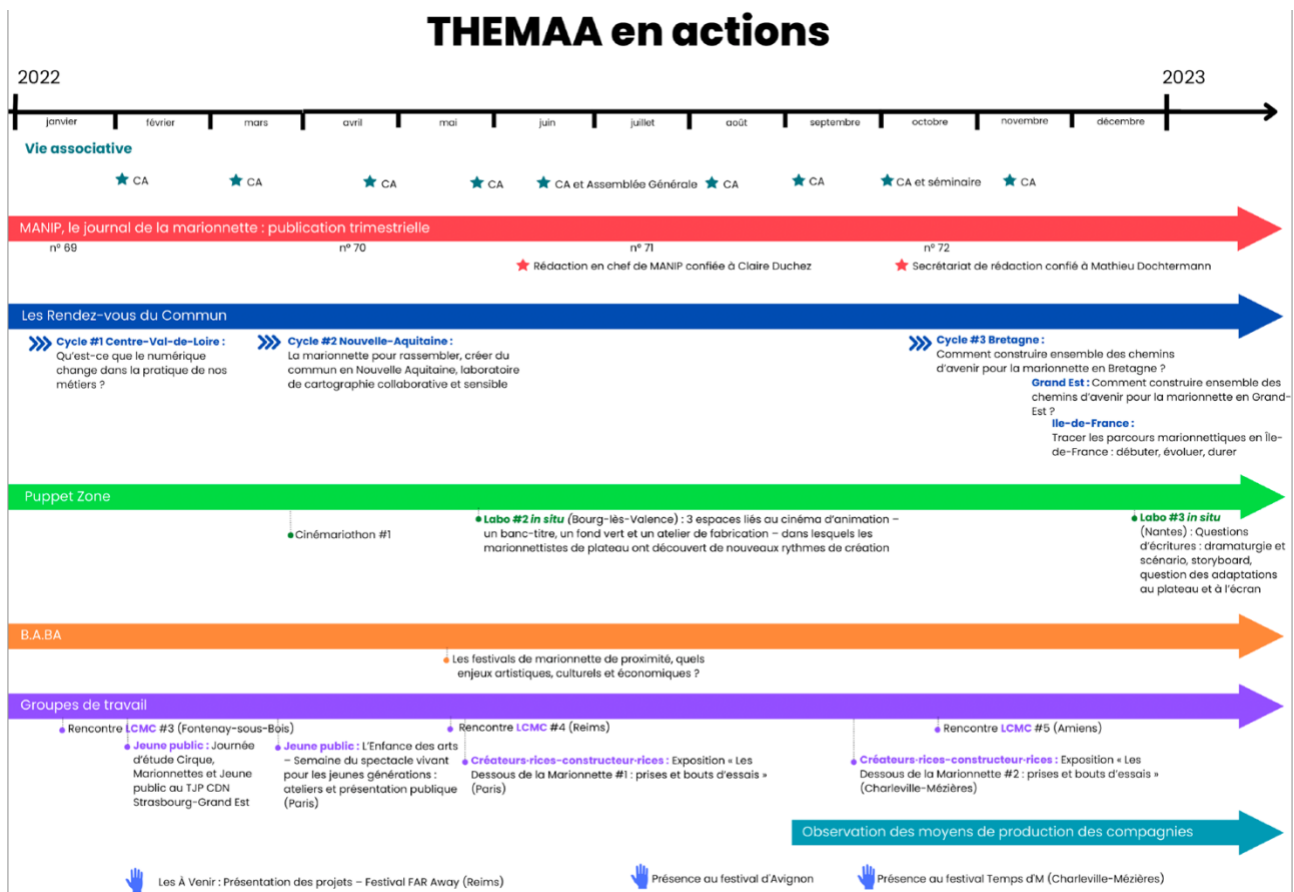 THEMAA en actions
2022
2023
janvier
février
mars
avril
mai
juin
juillet
août
septembre
octobre
novembre
décembre
Vie associative
CA
CA
CA
CA
CA et Assemblée Générale
CA
CA
CA et séminaire
CA
MANIP, le journal de la marionnette : publication trimestrielle
n° 69
n° 70
n° 71
n° 72
Rédaction en chef de MANIP confiée à Claire Duchez
Secrétariat de rédaction confié à Mathieu Dochtermann
Les Rendez-vous du Commun
Cycle #1 Centre-Val-de-Loire :
Qu'est-ce que le numérique
change dans la pratique de nos
métiers ?
Cycle #2 Nouvelle-Aquitaine :
La marionnette pour rassembler, créer du
commun en Nouvelle Aquitaine, laboratoire
de cartographie collaborative et sensible
Cycle #3 Bretagne :
Comment construire ensemble des chemins
d'avenir pour la marionnette en Bretagne ?
Grand Est : Comment construire ensemble des
chemins d'avenir pour la marionnette en Grand-
Est ?
Ile-de-France :
Tracer les parcours marionnettiques en Île-
de-France : débuter, évoluer, durer
Puppet Zone
Cinémariothon #1
Labo #2 in situ (Bourg-lès-Valence) : 3 espaces liés au cinéma d'animation –
un banc-titre, un fond vert et un atelier de fabrication – dans lesquels les
marionnettistes de plateau ont découvert de nouveaux rythmes de création
Labo #3 in situ
(Nantes) : Questions
d'écritures : dramaturgie et
scénario, storyboard,
question des adaptations
au plateau et à l'écran
B.A.BA
Les festivals de marionnette de proximité, quels
enjeux artistiques, culturels et économiques ?
Groupes de travail
Rencontre LCMC #3 (Fontenay-sous-Bois)
Jeune public : Journée
d'étude Cirque,
Marionnettes et Jeune
public au TJP CDN
Strasbourg-Grand Est
Jeune public : L'Enfance des arts
– Semaine du spectacle vivant
pour les jeunes générations :
ateliers et présentation publique
(Paris)
Rencontre LCMC #4 (Reims)
Créateurs·rices-constructeur·rices : Exposition « Les
Dessous de la Marionnette #1 : prises et bouts d'essais »
(Paris)
Rencontre LCMC #5 (Amiens)
Créateurs·rices-constructeur·rices : Exposition « Les
Dessous de la Marionnette #2 : prises et bouts d'essais »
(Charleville-Mézières)
Observation des moyens de production des compagnies
Les À Venir : Présentation des projets – Festival FAR Away (Reims)
Présence au festival d'Avignon
Présence au festival Temps d'M (Charleville-Mézières)